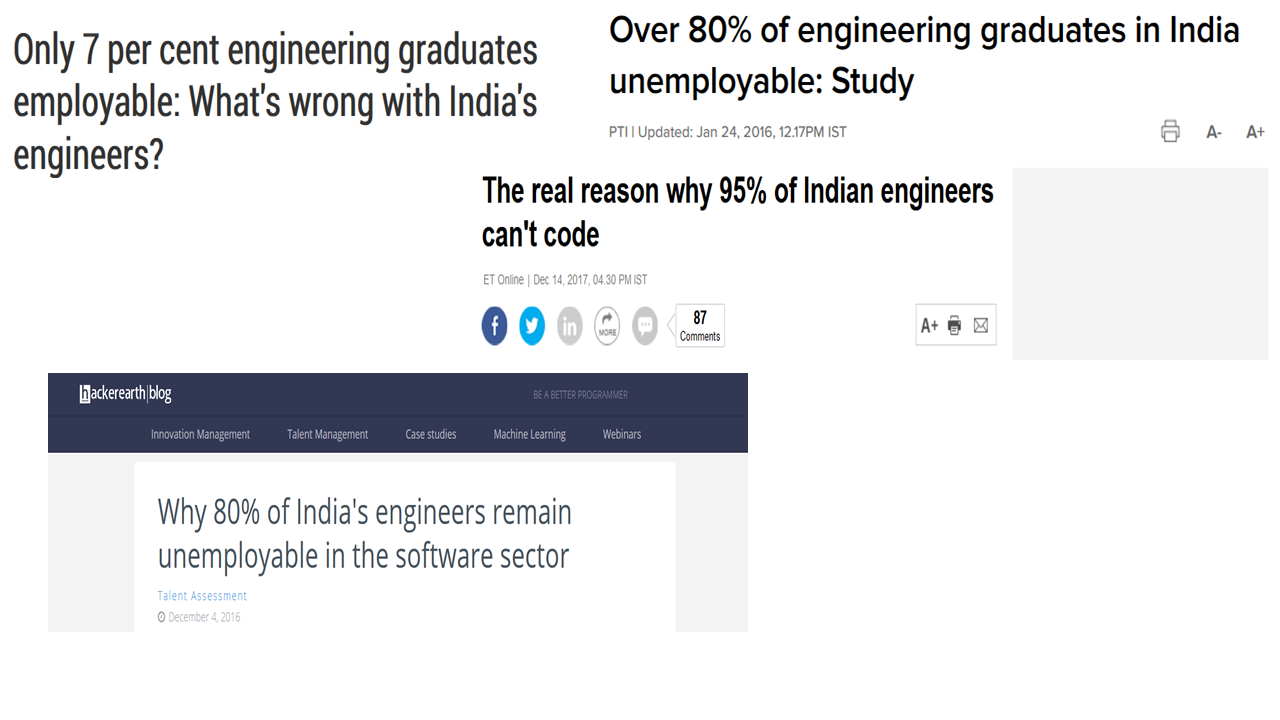 Only 7 per cent engineering graduates
employable: What's wrong with India's
engineers?
Over 80% of engineering graduates in India
unemployable: Study
PTI | Updated: Jan 24, 2016, 12.17PM IST
A- A+
The real reason why 95% of Indian engineers
can't code
ET Online | Dec 14, 2017, 04.30 PM IST
f in MORE 87
Comments
A+
hackerearth|blog BE A BETTER PROGRAMMER
Innovation Management Talent Management Case studies Machine Learning Webinars
Why 80% of India's engineers remain
unemployable in the software sector
Talent Assessment
December 4, 2016